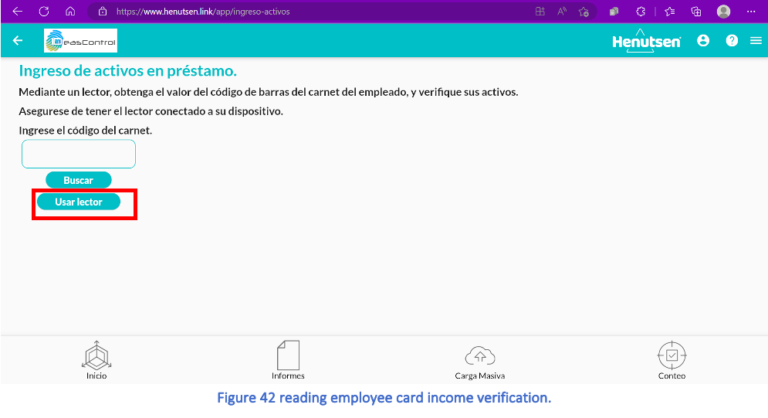 https://www.henutsen.link/app/ingreso-activos
easControl
Henutsen
Ingreso de activos en préstamo.
Mediante un lector, obtenga el valor del código de barras del carnet del empleado, y verifique sus activos.
Asegurese de tener el lector conectado a su dispositivo.
Ingrese el código del carnet.
Buscar
Usar lector
Inicio
Informes
Carga Masiva
Conteo
Figure 42 reading employee card income verification.